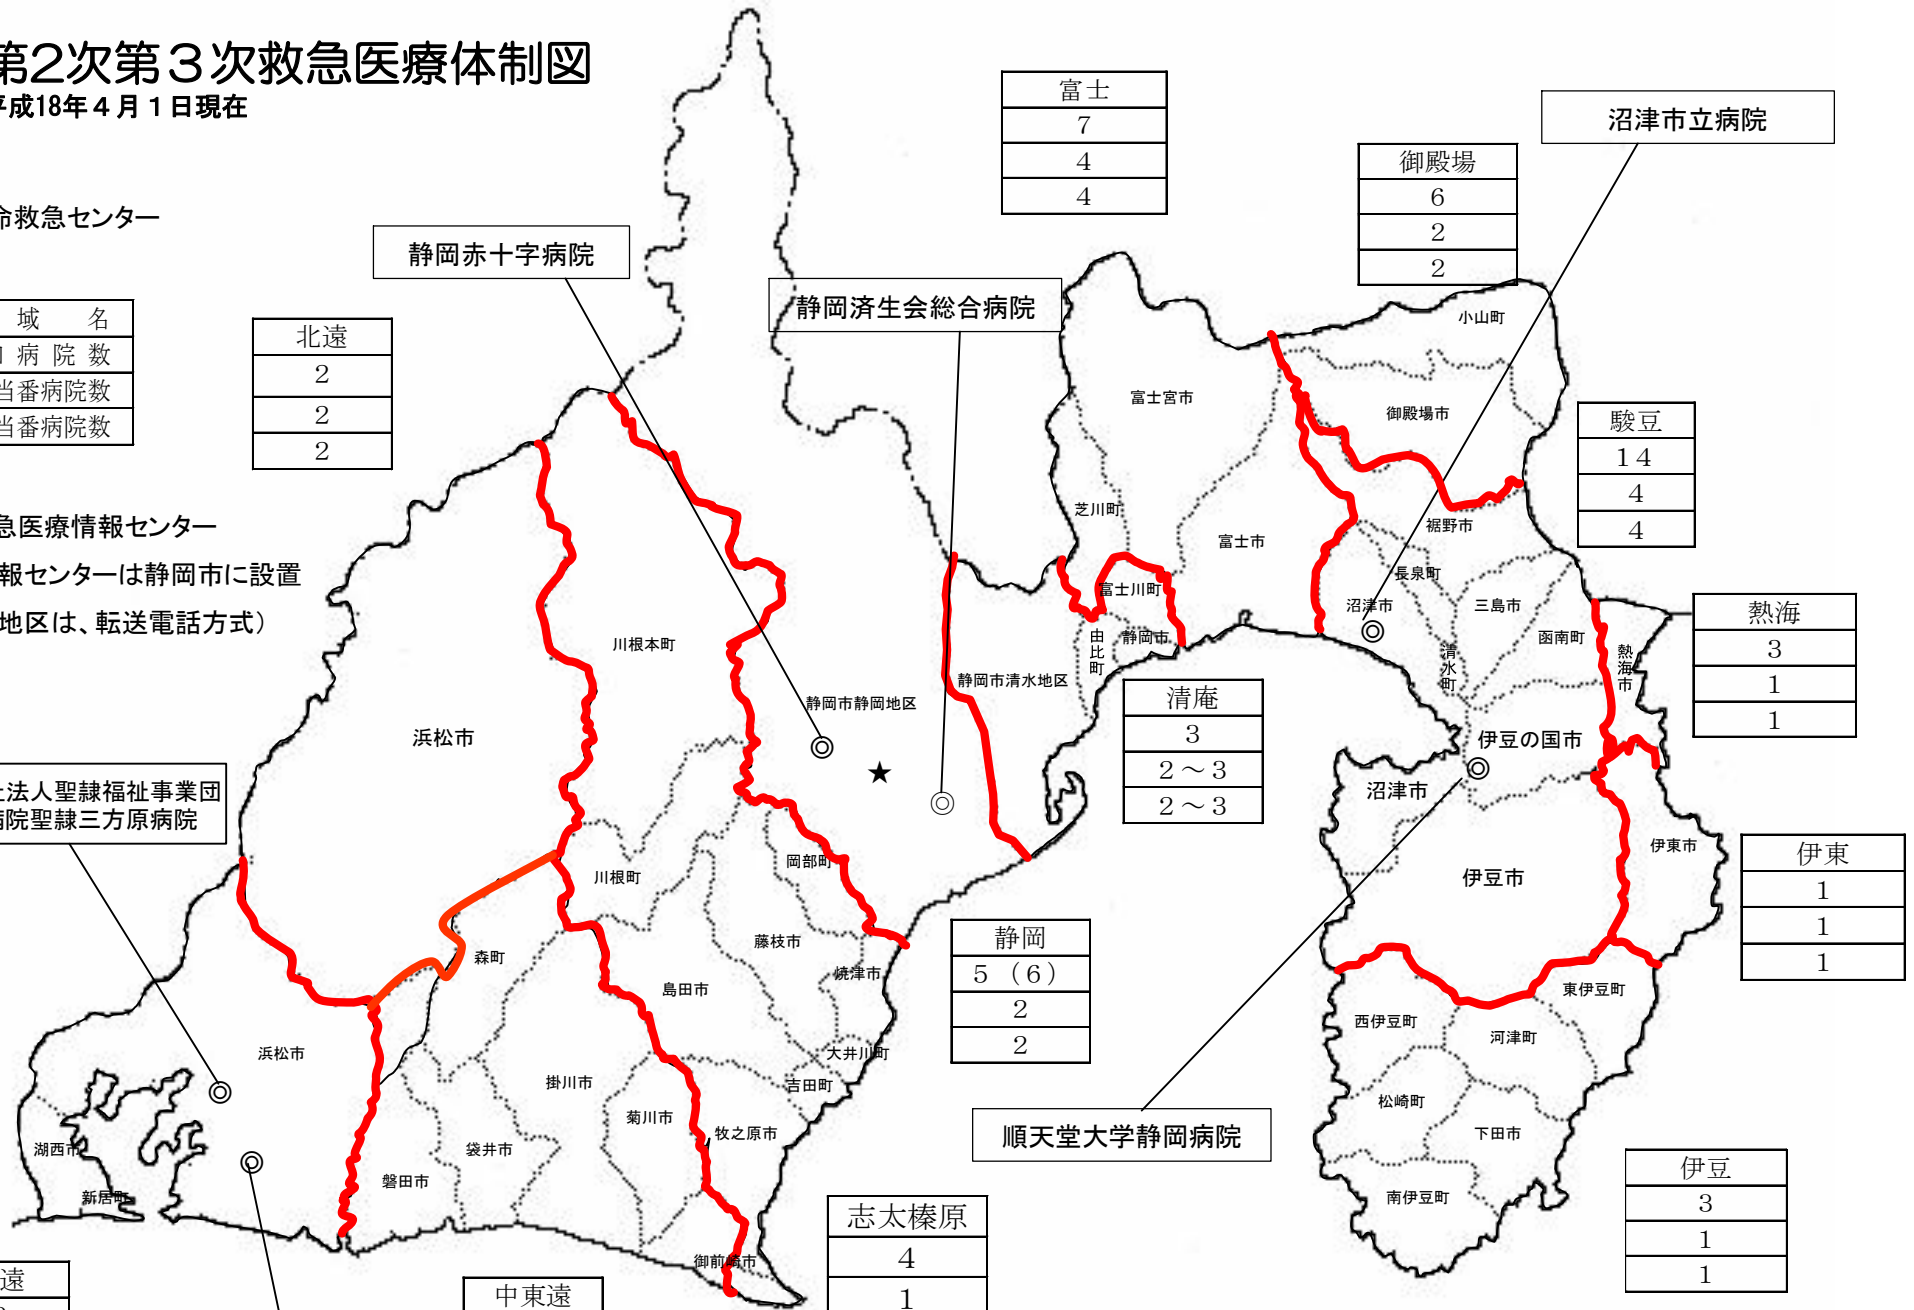 第2次第３次救急医療体制図
平成18年４月１日現在
命救急センター
域　名
病 院 数
当番病院数
当番病院数
急医療情報センター
報センターは静岡市に設置
地区は、転送電話方式）
北遠
2
2
2
静岡赤十字病院
静岡済生会総合病院
富士
7
4
4
御殿場
6
2
2
沼津市立病院
駿豆
14
4
4
熱海
3
1
1
伊東
1
1
1
伊豆
3
1
1
清庵
3
2～3
2～3
静岡
5（6）
2
2
志太榛原
4
1
中東遠
遠
順天堂大学静岡病院
法人聖隷福祉事業団
病院聖隷三方原病院
小山町
御殿場市
富士宮市
芝川町
富士市
裾野市
長泉町
沼津市
三島市
函南町
清水町
熱海市
富士川町
由比町
静岡市
静岡市清水地区
静岡市静岡地区
★
川根本町
浜松市
伊豆の国市
沼津市
伊豆市
伊東市
川根町
岡部町
藤枝市
焼津市
島田市
大井川町
吉田町
牧之原市
森町
掛川市
菊川市
袋井市
磐田市
御前崎市
浜松市
湖西市
新居町
東伊豆町
西伊豆町
河津町
松崎町
下田市
南伊豆町